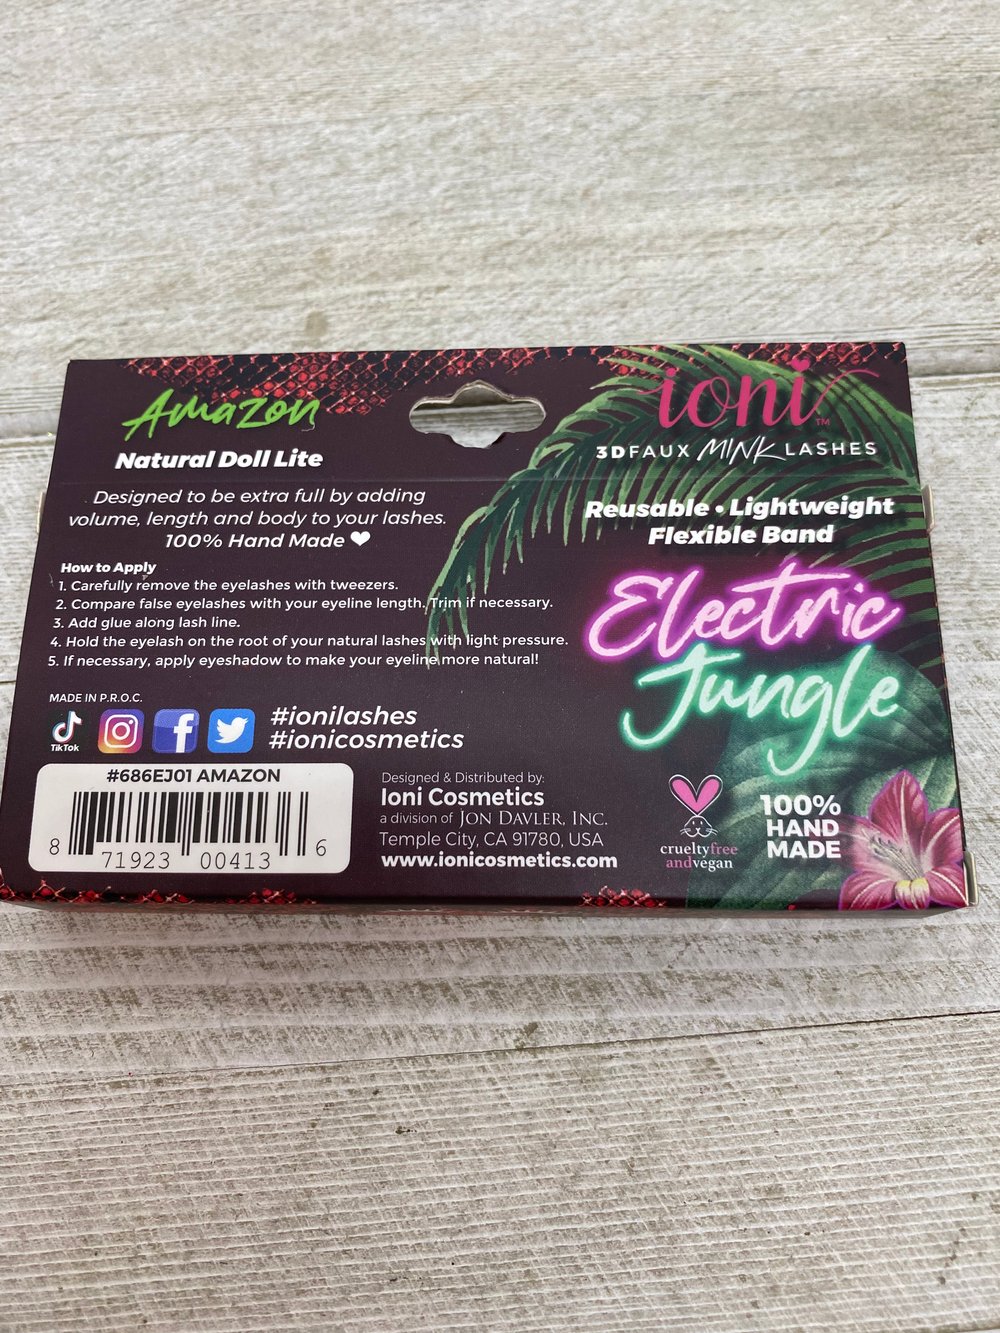 Amazon
Natural Doll Lite
Designed to be extra full by adding
volume, length and body to your lashes.
100% Hand Made
How to Apply
1. Carefully remove the eyelashes with tweezers.
2. Compare false eyelashes with your eyeline length. Trim if necessary.
3. Add glue along lash line.
4. Hold the eyelash on the root of your natural lashes with light pressure.
5. If necessary, apply eyeshadow to make your eyeline more natural!
MADE IN P.R.O.C.
TikTok
#ionilashes
#ionicosmetics
#686EJ01 AMAZON
8 71923 00413 6
Designed & Distributed by:
Ioni Cosmetics
a division of JON DAVLER, INC.
Temple City, CA 91780, USA
www.ionicosmetics.com
ioni™
3D FAUX MINK LASHES
Reusable • Lightweight
Flexible Band
Electric
Jungle
crueltyfree
andvegan
100%
HAND
MADE